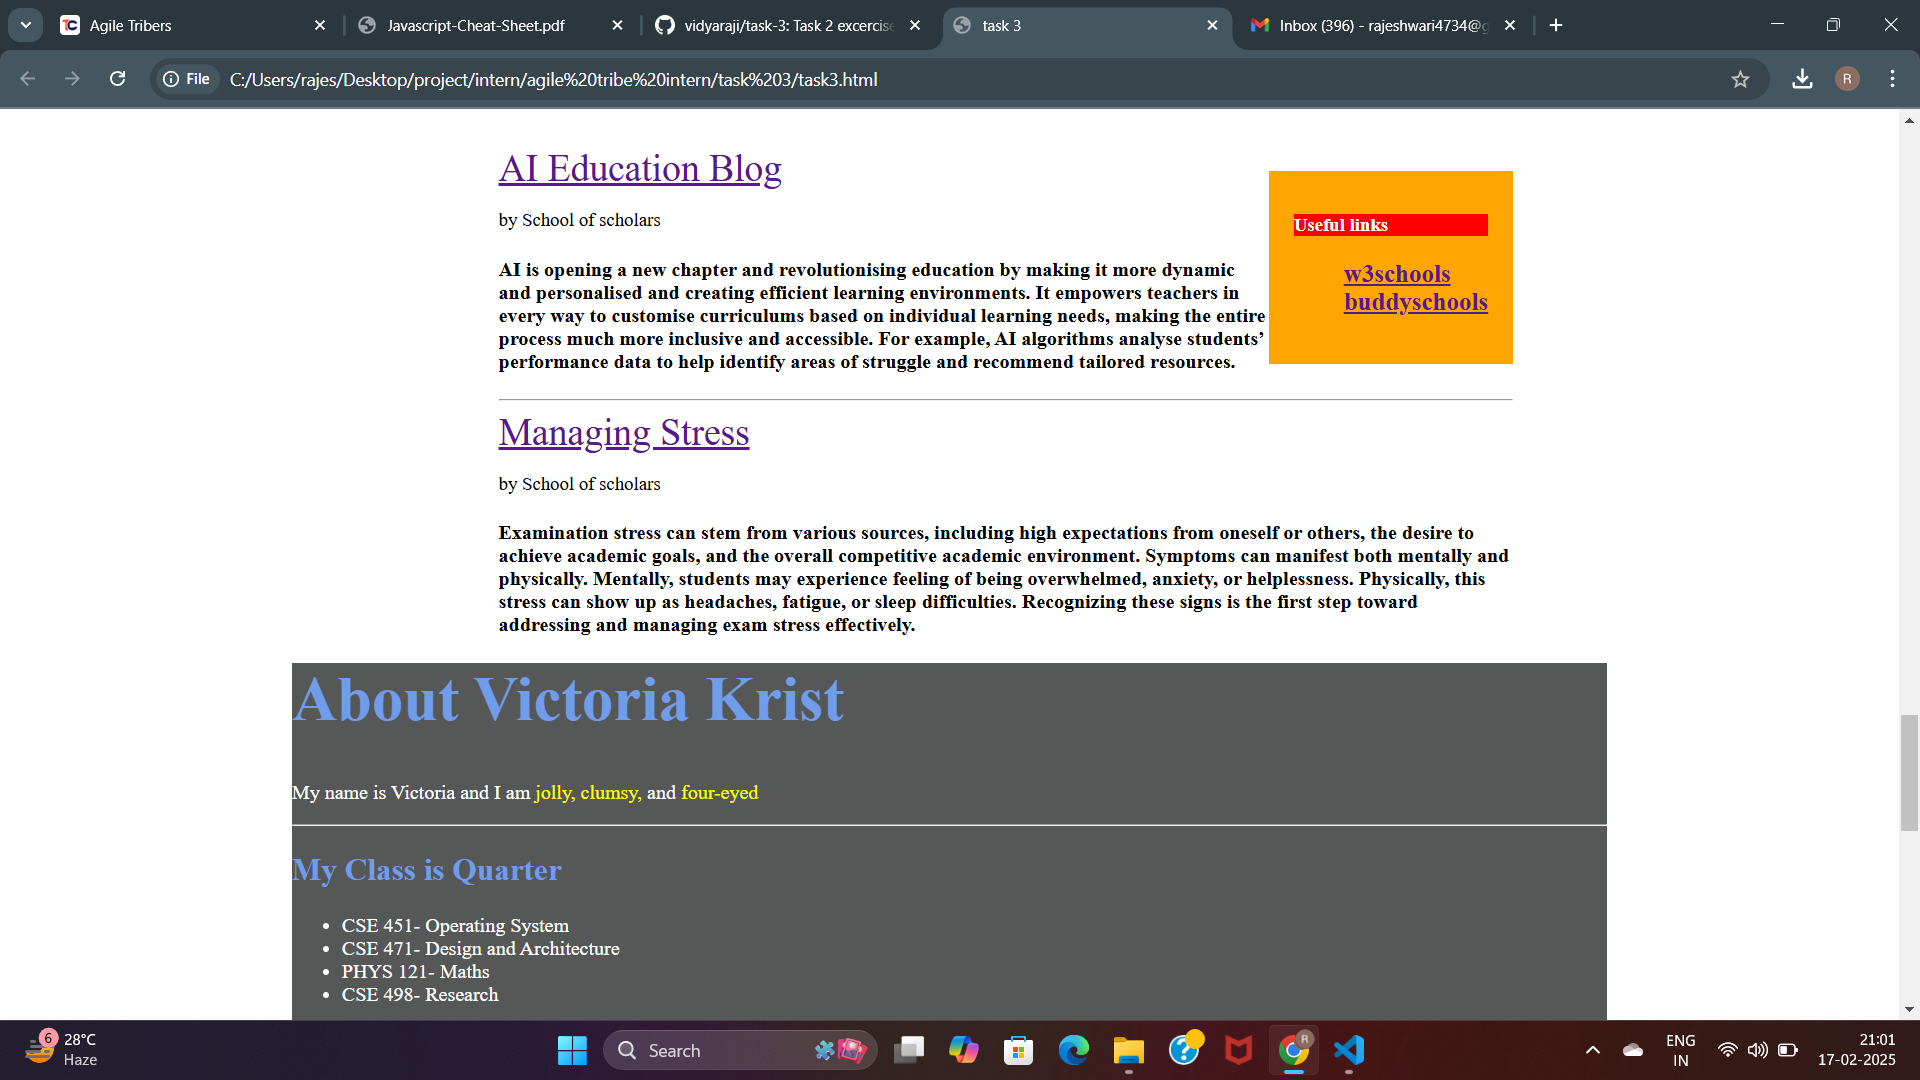 Agile Tribers
Javascript-Cheat-Sheet.pdf
vidyaraji/task-3: Task 2 excercise
task 3
Inbox (396) - rajeshwari4734@g
File
C:/Users/rajes/Desktop/project/intern/agile%20tribe%20intern/task%203/task3.html
R
AI Education Blog
by School of scholars
AI is opening a new chapter and revolutionising education by making it more dynamic
and personalised and creating efficient learning environments. It empowers teachers in
every way to customise curriculums based on individual learning needs, making the entire
process much more inclusive and accessible. For example, AI algorithms analyse students’
performance data to help identify areas of struggle and recommend tailored resources.
Useful links
w3schools
buddyschools
Managing Stress
by School of scholars
Examination stress can stem from various sources, including high expectations from oneself or others, the desire to
achieve academic goals, and the overall competitive academic environment. Symptoms can manifest both mentally and
physically. Mentally, students may experience feeling of being overwhelmed, anxiety, or helplessness. Physically, this
stress can show up as headaches, fatigue, or sleep difficulties. Recognizing these signs is the first step toward
addressing and managing exam stress effectively.
About Victoria Krist
My name is Victoria and I am jolly, clumsy, and four-eyed
My Class is Quarter
CSE 451- Operating System
CSE 471- Design and Architecture
PHYS 121- Maths
CSE 498- Research
6
28°C
Haze
Search
R
ENG
IN
21:01
17-02-2025